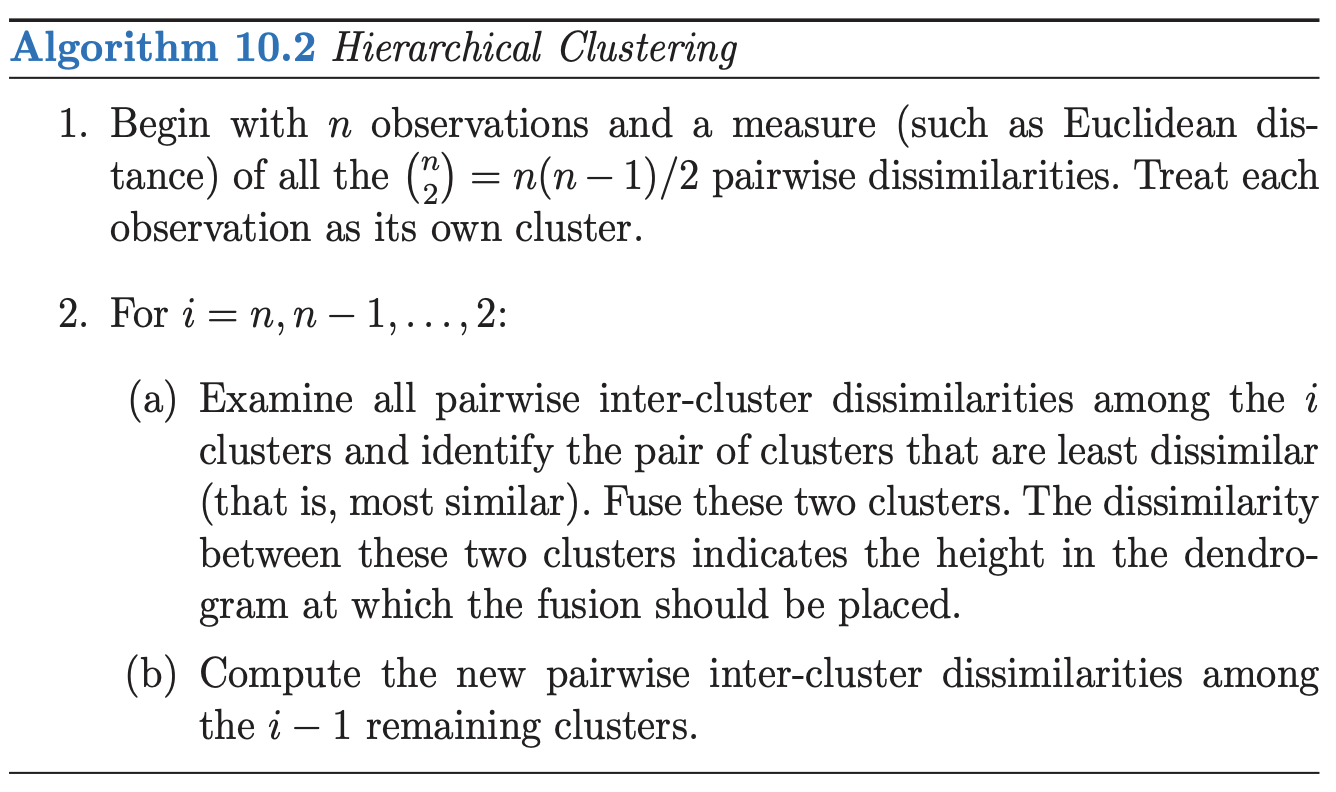 Algorithm 10.2 Hierarchical Clustering
1. Begin with n observations and a measure (such as Euclidean dis-
tance) of all the (n 2) = n(n − 1)/2 pairwise dissimilarities. Treat each
observation as its own cluster.
2. For i = n, n − 1, . . . , 2:
(a) Examine all pairwise inter-cluster dissimilarities among the i
clusters and identify the pair of clusters that are least dissimilar
(that is, most similar). Fuse these two clusters. The dissimilarity
between these two clusters indicates the height in the dendro-
gram at which the fusion should be placed.
(b) Compute the new pairwise inter-cluster dissimilarities among
the i − 1 remaining clusters.